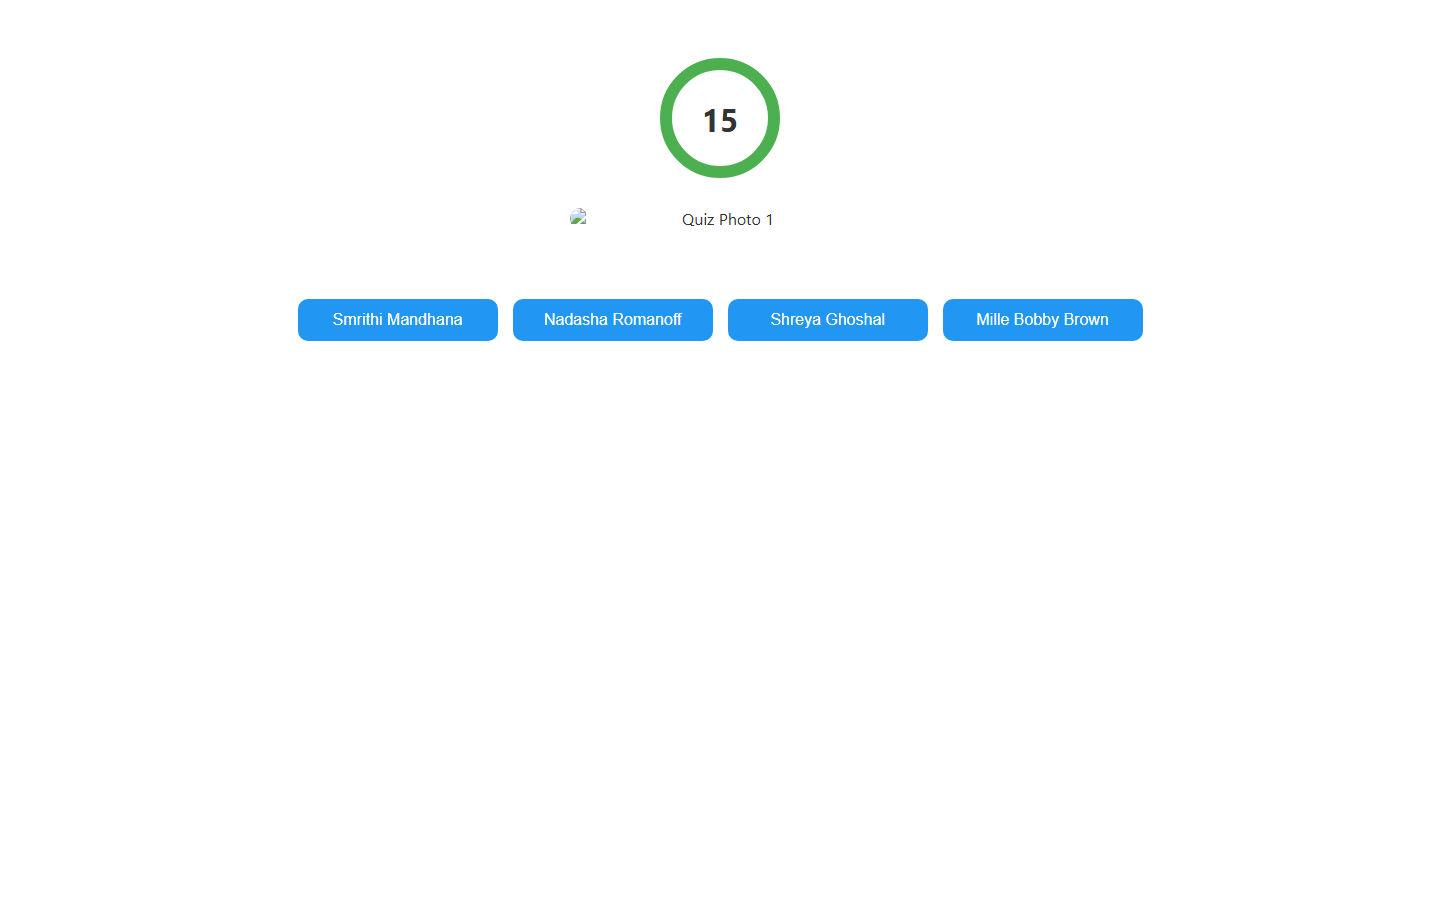 15
Quiz Photo 1
Smrithi Mandhana
Nadasha Romanoff
Shreya Ghoshal
Mille Bobby Brown